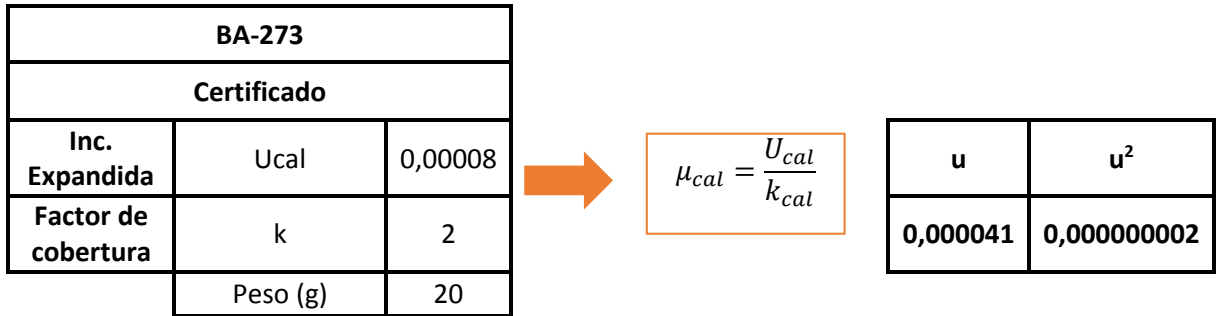 BA-273
Certificado
Inc. Expandida Ucal 0,00008
Factor de cobertura k 2
Peso (g) 20
μcal = Ucal / kcal
u u²
0,000041 0,000000002